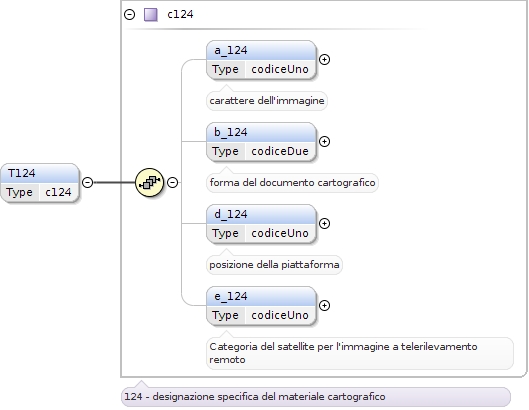 c124
a_124
Type codiceUno
carattere dell'immagine
b_124
Type codiceDue
forma del documento cartografico
T124
Type c124
d_124
Type codiceUno
posizione della piattaforma
e_124
Type codiceUno
Categoria del satellite per l'immagine a telerilevamento
remoto
124 - designazione specifica del materiale cartografico